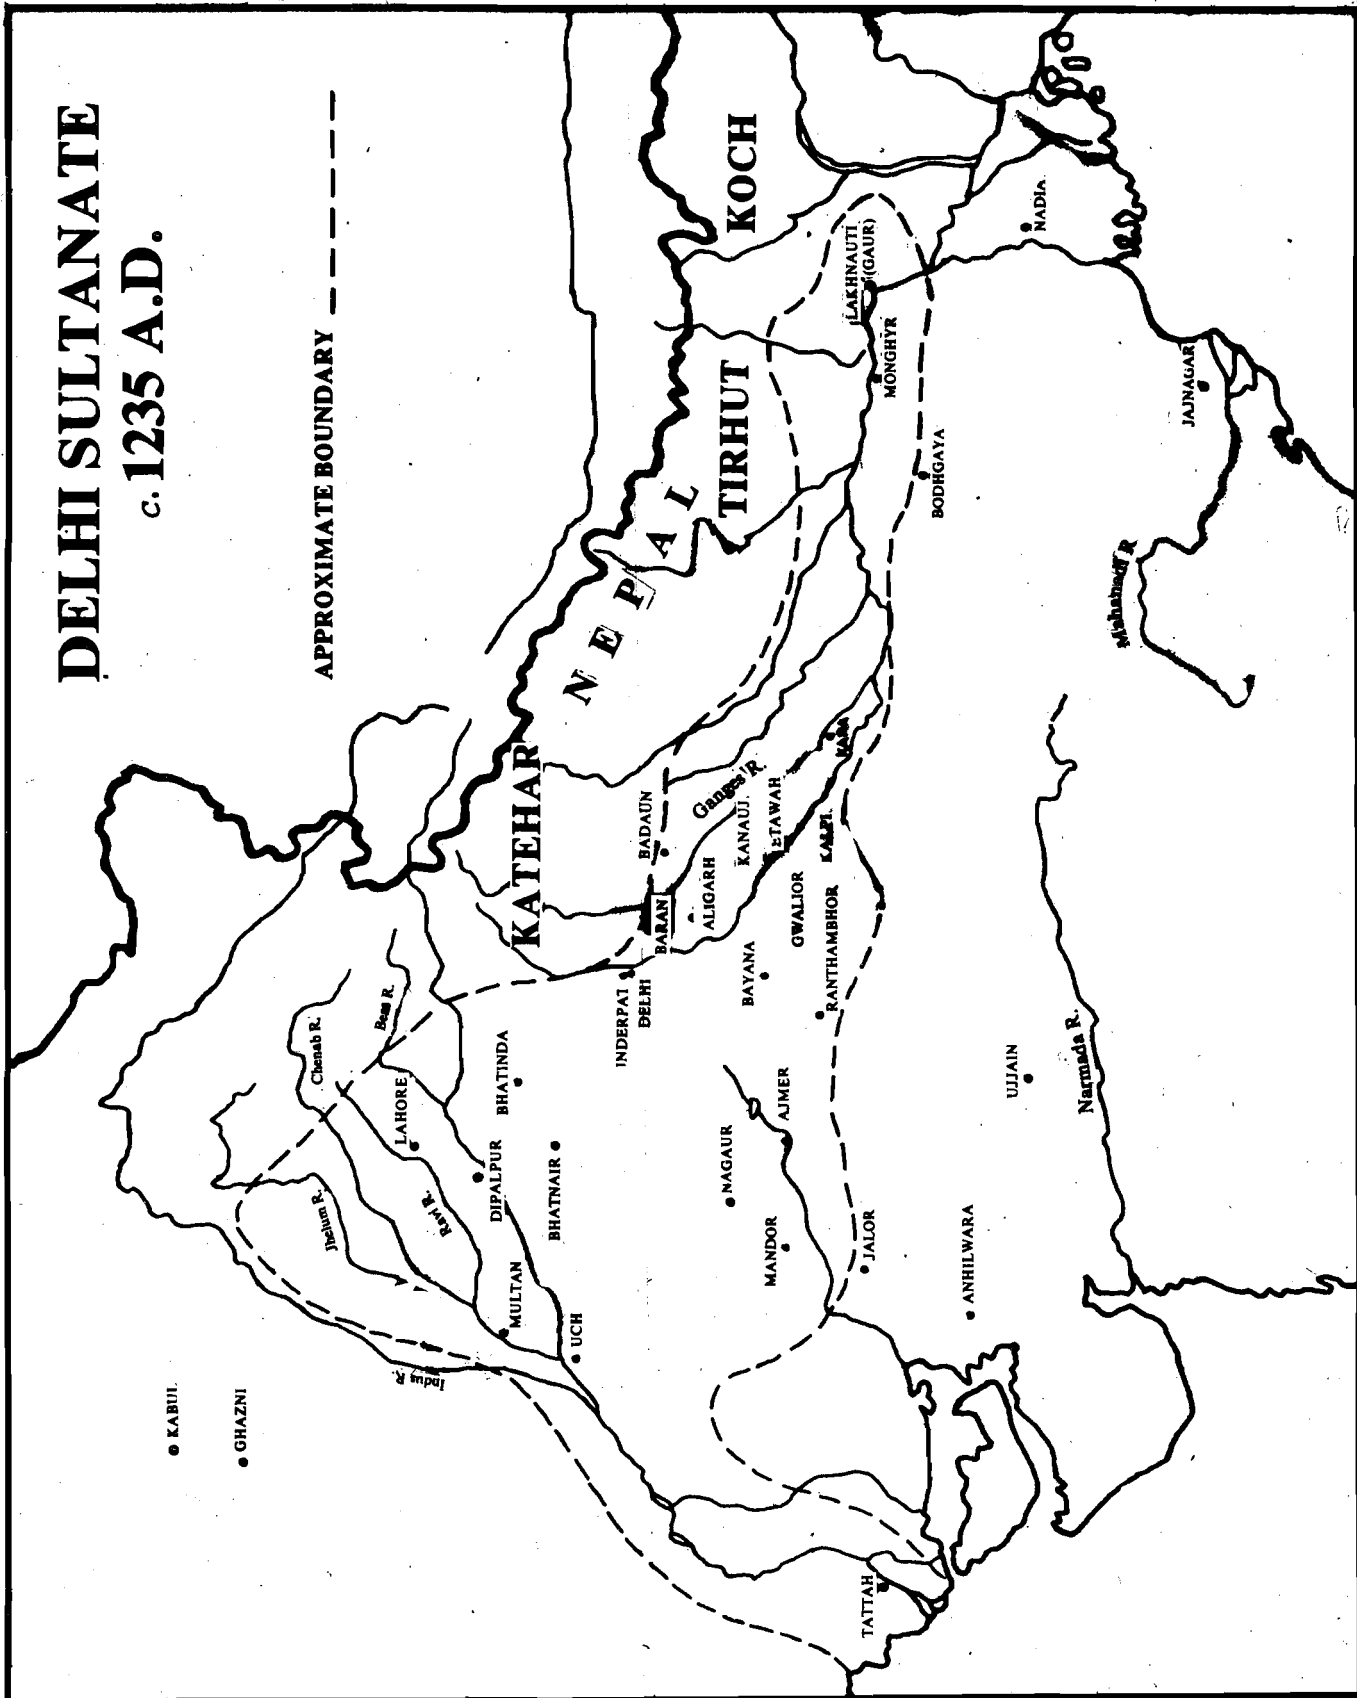 DELHI SULTANATE
c. 1235 A.D.
APPROXIMATE BOUNDARY
KABUL
GHAZNI
Indus R.
Jhelum R.
Chenab R.
Beas R.
Ravi R.
LAHORE
MULTAN
UCH
DIPALPUR
BHATNAIR
BHATINDA
KATEHAR
NEPAL
TIRHUT
KOCH
INDERPAT
DELHI
BARAN
BADAUN
ALIGARH
Ganges R.
KANAUJ
ETAWAH
KALPI
KARA
GWALIOR
RANTHAMBHOR
BAYANA
NAGAUR
AJMER
MANDOR
JALOR
ANHILWARA
TATTAH
UJJAIN
Narmada R.
Mahanadi R
BODHGAYA
MONGHYR
LAKHNAUTI
(GAUR)
NADIA
JAJNAGAR